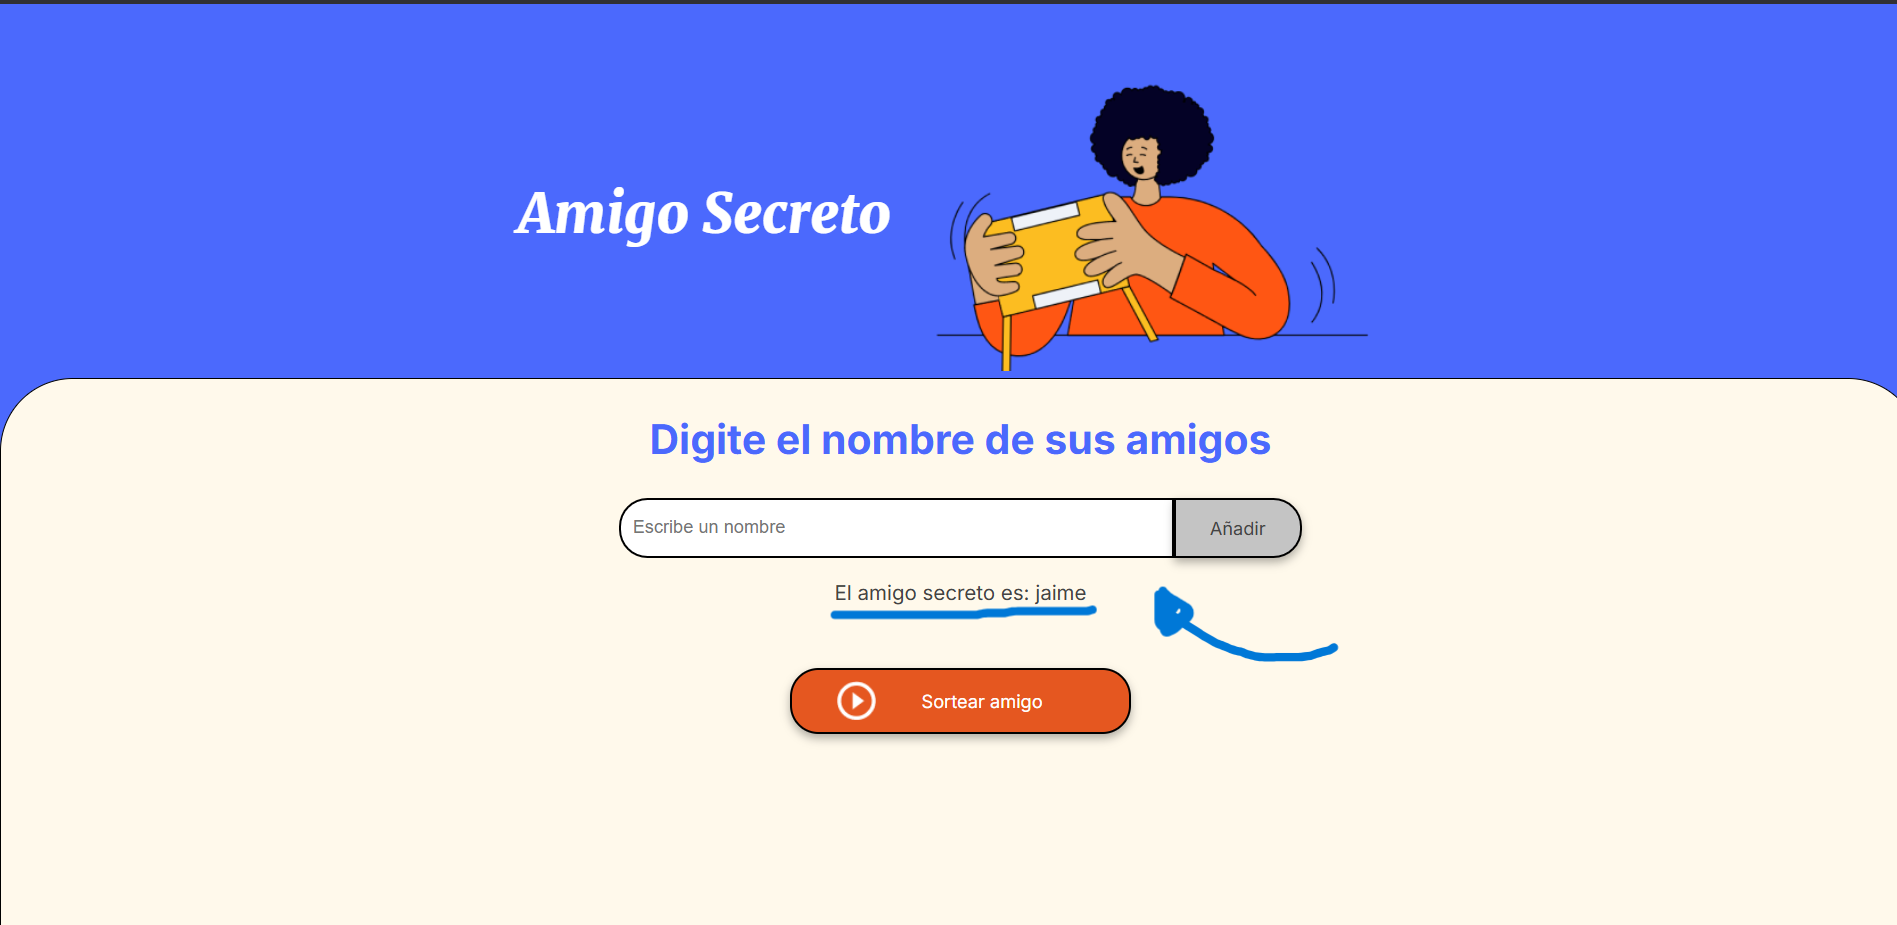 Amigo Secreto
Digite el nombre de sus amigos
Escribe un nombre
Añadir
El amigo secreto es: jaime
Sortear amigo